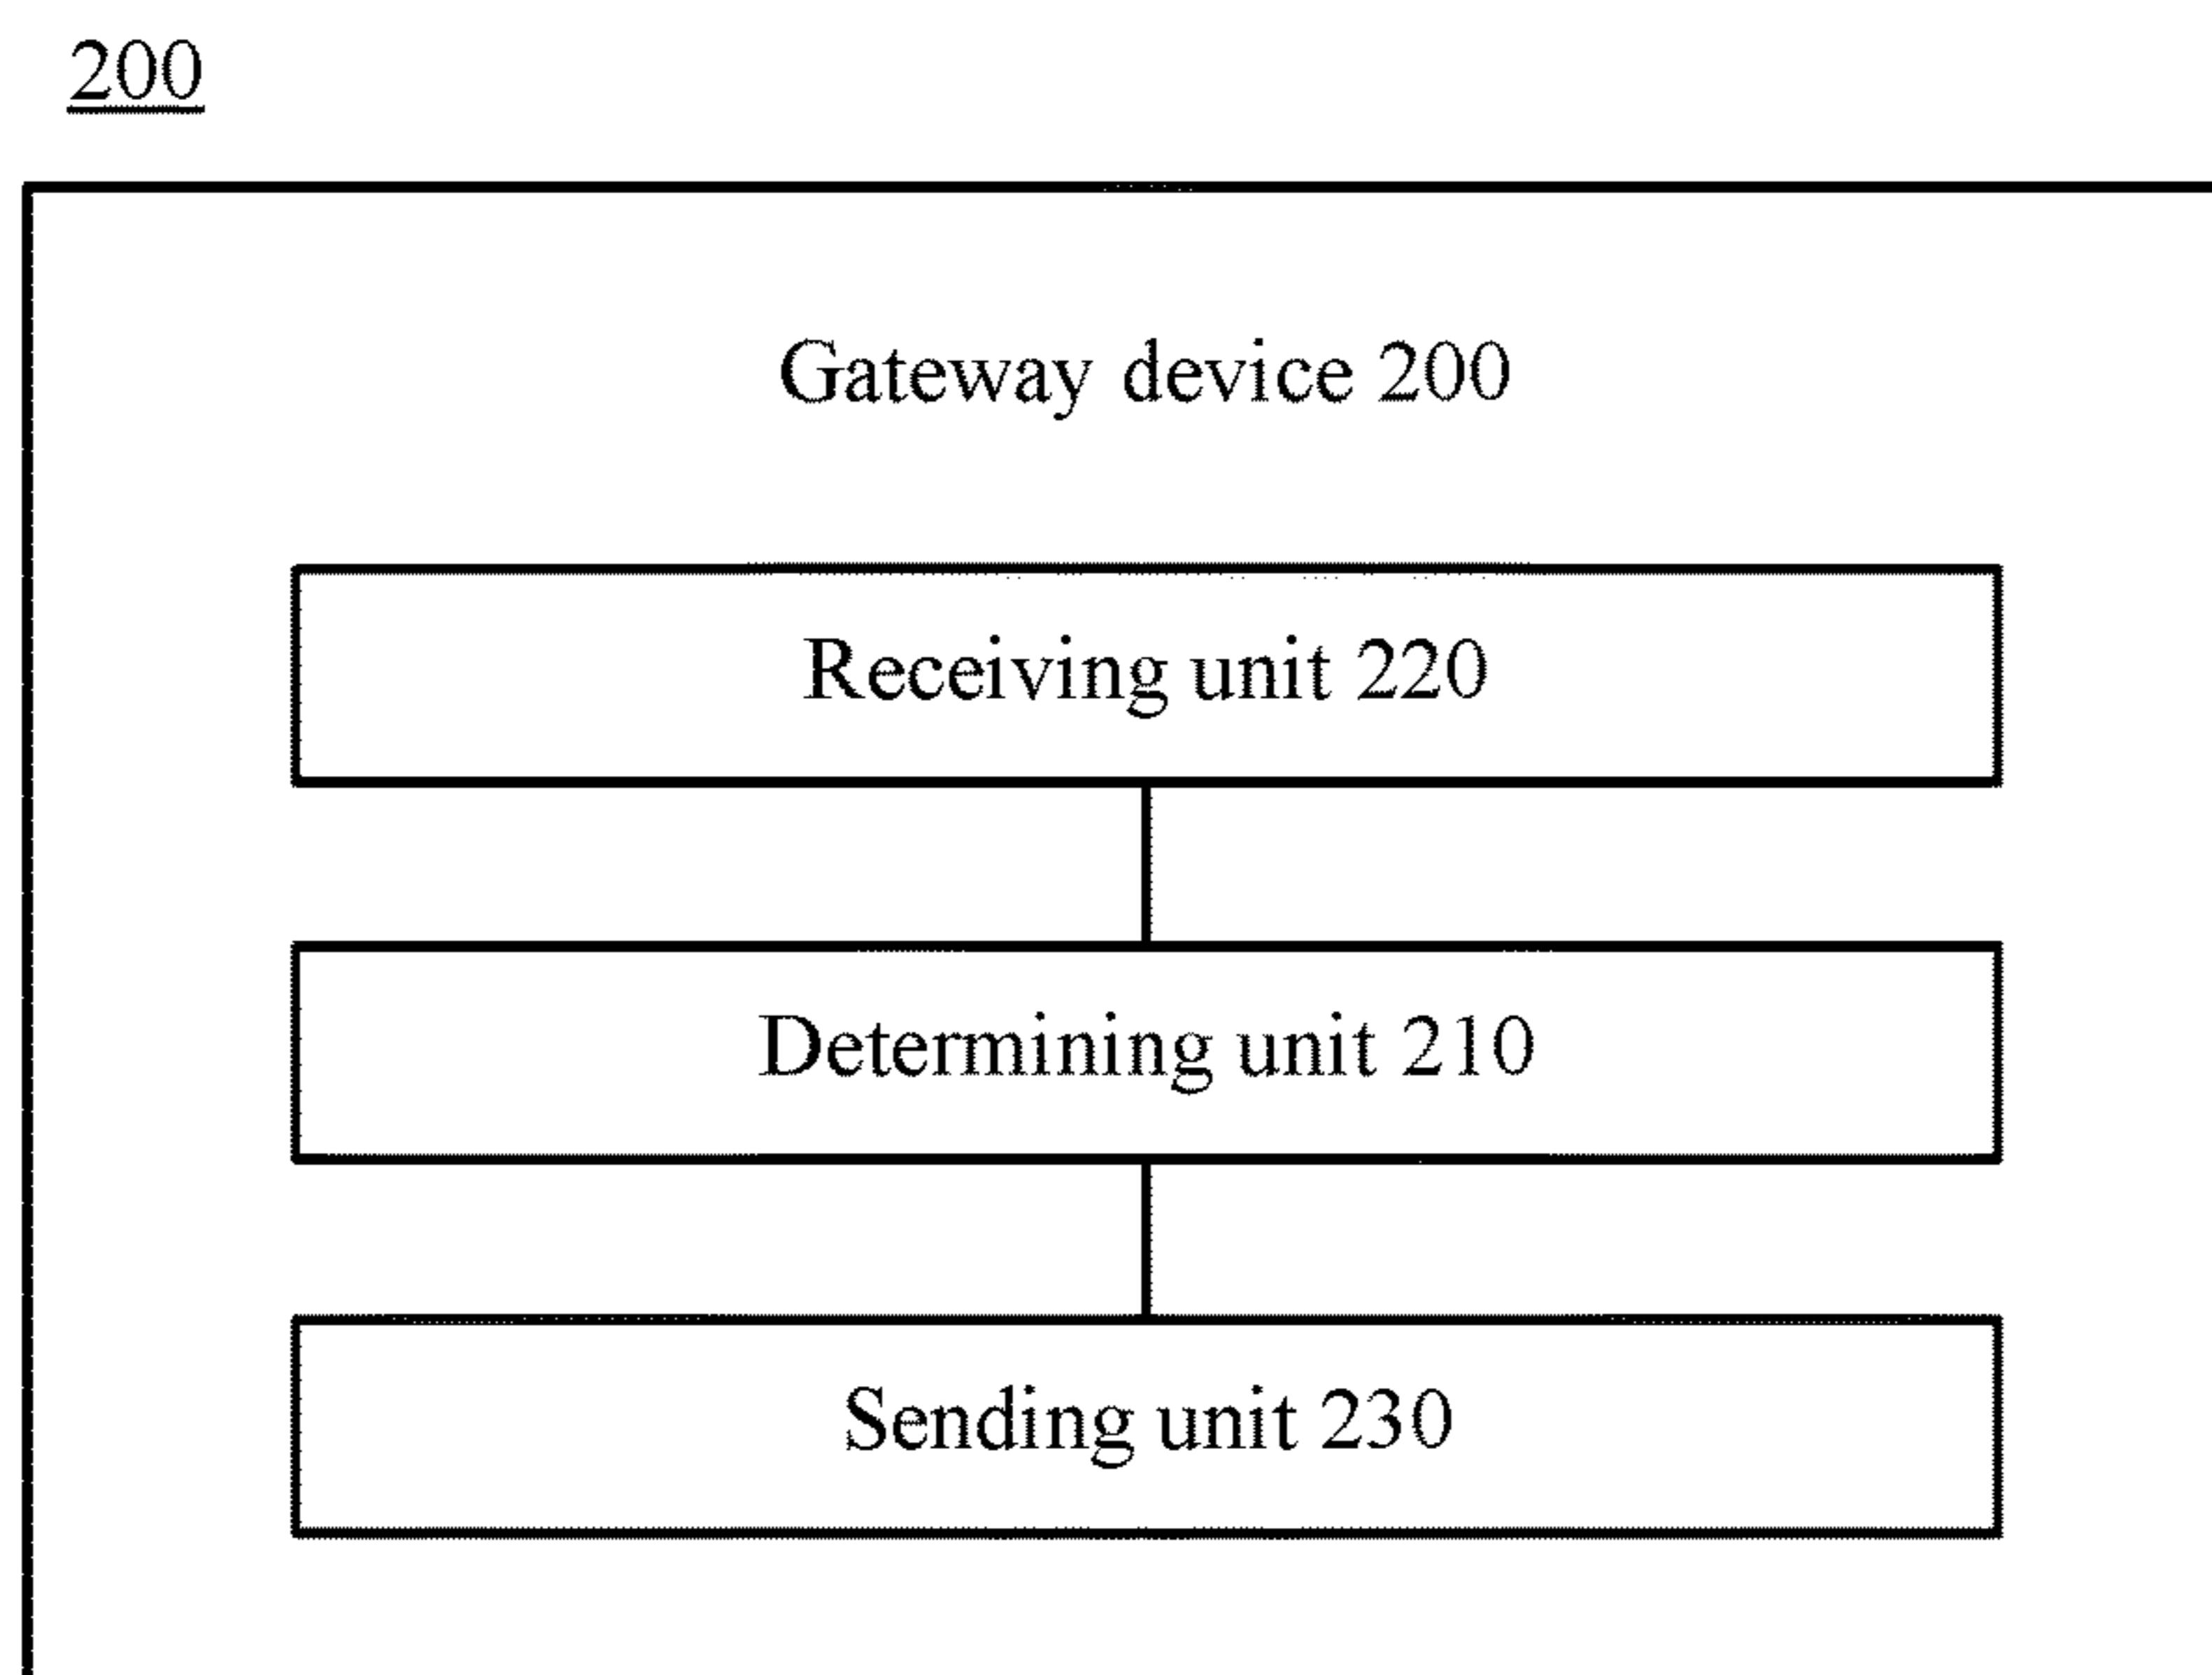 200
Gateway device 200
Receiving unit 220
Determining unit 210
Sending unit 230